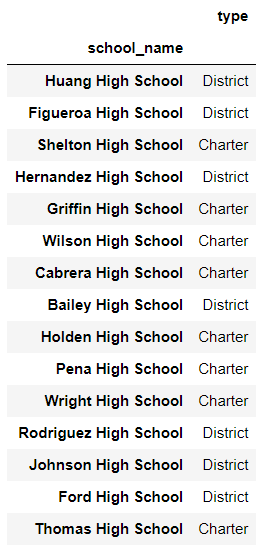 type
school_name
Huang High School District
Figueroa High School District
Shelton High School Charter
Hernandez High School District
Griffin High School Charter
Wilson High School Charter
Cabrera High School Charter
Bailey High School District
Holden High School Charter
Pena High School Charter
Wright High School Charter
Rodriguez High School District
Johnson High School District
Ford High School District
Thomas High School Charter